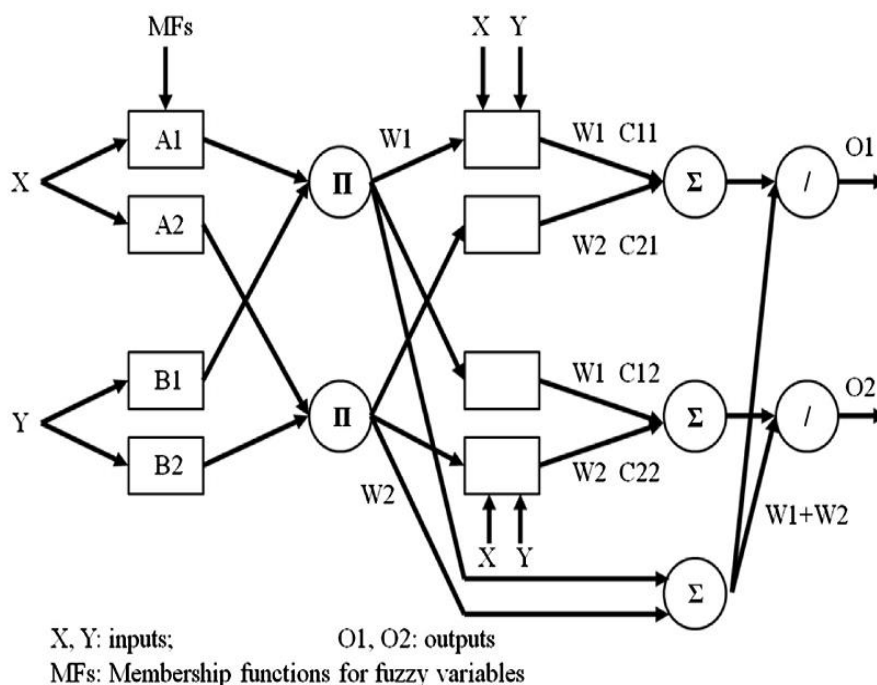 MFs
X Y
A1
W1
W1 C11
O1
X
Π
Σ
/
A2
W2 C21
B1
W1 C12
O2
Y
Π
Σ
/
B2
W2 C22
W2
W1+W2
X Y
Σ
X, Y: inputs; O1, O2: outputs
MFs: Membership functions for fuzzy variables